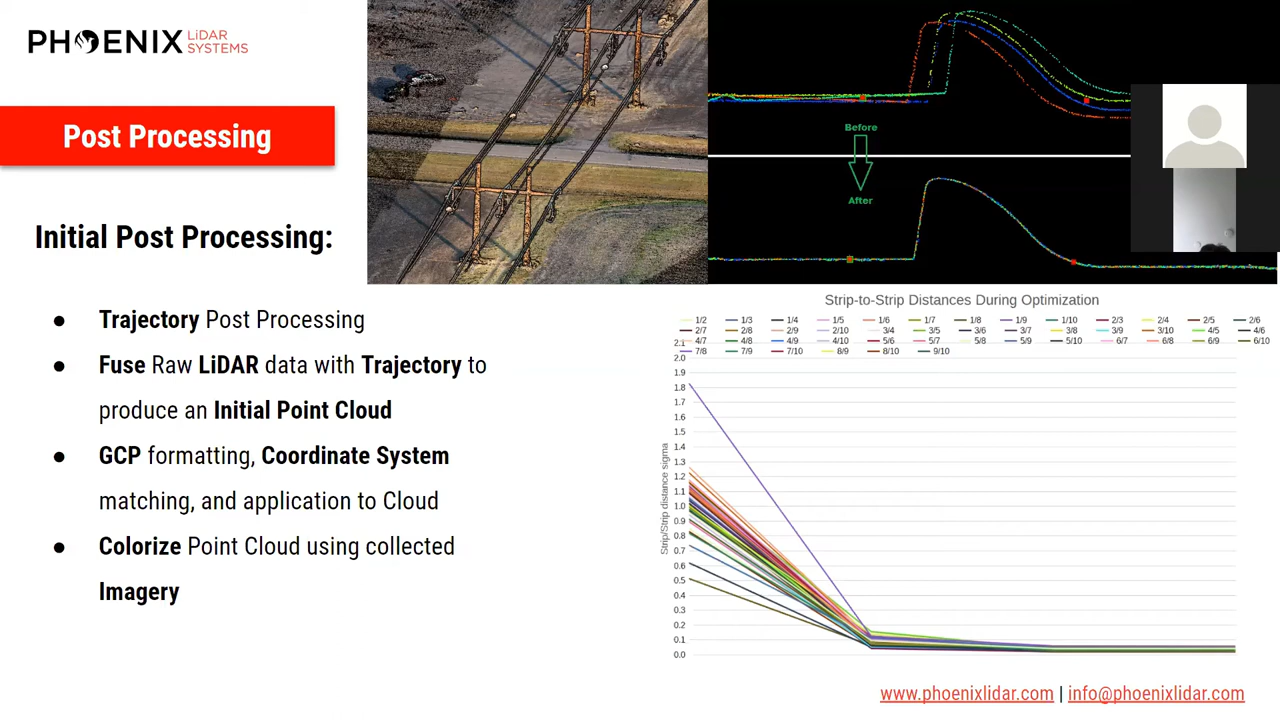 PHOENIX LiDAR SYSTEMS
Post Processing
Initial Post Processing:
● Trajectory Post Processing
● Fuse Raw LiDAR data with Trajectory to
produce an Initial Point Cloud
● GCP formatting, Coordinate System
matching, and application to Cloud
● Colorize Point Cloud using collected
Imagery
Before
After
Strip-to-Strip Distances During Optimization
1/2 1/3 1/4 1/5 1/6 1/7 1/8 1/9 1/10 2/3 2/4 2/5 2/6
2/7 2/8 2/9 2/10 3/4 3/5 3/6 3/7 3/8 3/9 3/10 4/5 4/6
4/7 4/8 4/9 4/10 5/6 5/7 5/8 5/9 5/10 6/7 6/8 6/9 6/10
7/8 7/9 7/10 8/9 8/10 9/10
Strip/Strip distance sigma
2.1
2.0
1.9
1.8
1.7
1.6
1.5
1.4
1.3
1.2
1.1
1.0
0.9
0.8
0.7
0.6
0.5
0.4
0.3
0.2
0.1
0.0
www.phoenixlidar.com | info@phoenixlidar.com